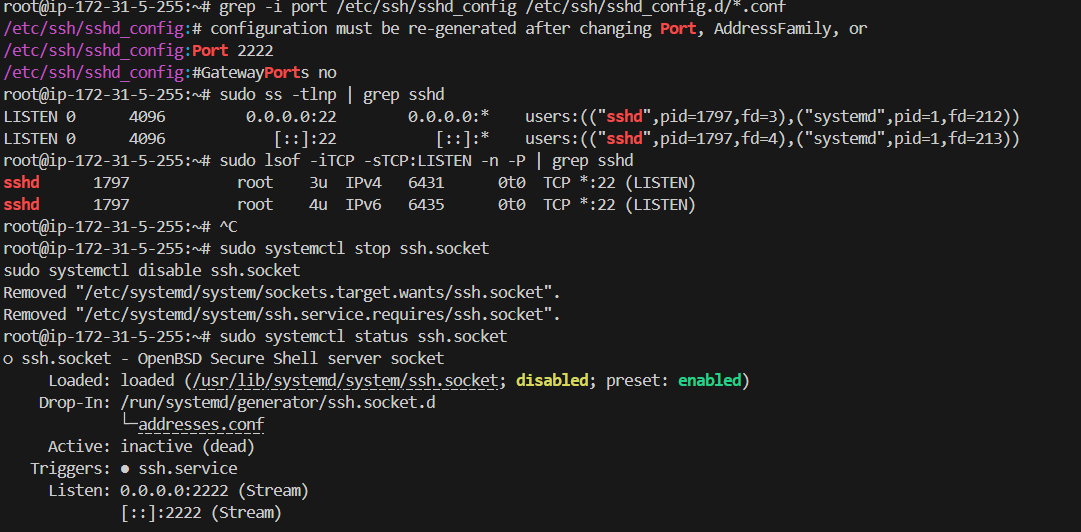 root@ip-172-31-5-255:~# grep -i port /etc/ssh/sshd_config /etc/ssh/sshd_config.d/*.conf
/etc/ssh/sshd_config:# configuration must be re-generated after changing Port, AddressFamily, or
/etc/ssh/sshd_config:Port 2222
/etc/ssh/sshd_config:#GatewayPorts no
root@ip-172-31-5-255:~# sudo ss -tlnp | grep sshd
LISTEN 0      4096         0.0.0.0:22        0.0.0.0:*    users:(("sshd",pid=1797,fd=3),("systemd",pid=1,fd=212))
LISTEN 0      4096            [::]:22           [::]:*    users:(("sshd",pid=1797,fd=4),("systemd",pid=1,fd=213))
root@ip-172-31-5-255:~# sudo lsof -iTCP -sTCP:LISTEN -n -P | grep sshd
sshd      1797            root    3u  IPv4   6431      0t0  TCP *:22 (LISTEN)
sshd      1797            root    4u  IPv6   6435      0t0  TCP *:22 (LISTEN)
root@ip-172-31-5-255:~# ^C
root@ip-172-31-5-255:~# sudo systemctl stop ssh.socket
sudo systemctl disable ssh.socket
Removed "/etc/systemd/system/sockets.target.wants/ssh.socket".
Removed "/etc/systemd/system/ssh.service.requires/ssh.socket".
root@ip-172-31-5-255:~# sudo systemctl status ssh.socket
○ ssh.socket - OpenBSD Secure Shell server socket
     Loaded: loaded (/usr/lib/systemd/system/ssh.socket; disabled; preset: enabled)
    Drop-In: /run/systemd/generator/ssh.socket.d
             └─addresses.conf
     Active: inactive (dead)
   Triggers: ● ssh.service
     Listen: 0.0.0.0:2222 (Stream)
             [::]:2222 (Stream)